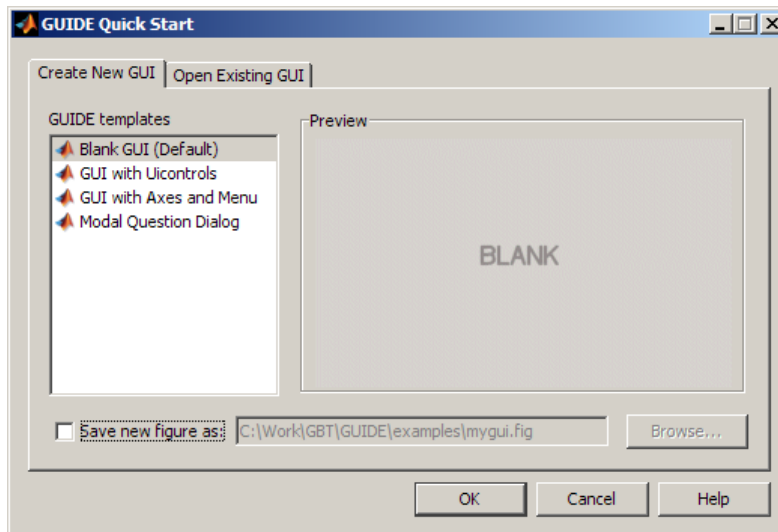 GUIDE Quick Start
Create New GUI
Open Existing GUI
GUIDE templates
Blank GUI (Default)
GUI with Uicontrols
GUI with Axes and Menu
Modal Question Dialog
Preview
BLANK
Save new figure as: C:\Work\GBT\GUIDE\examples\mygui.fig Browse...
OK Cancel Help